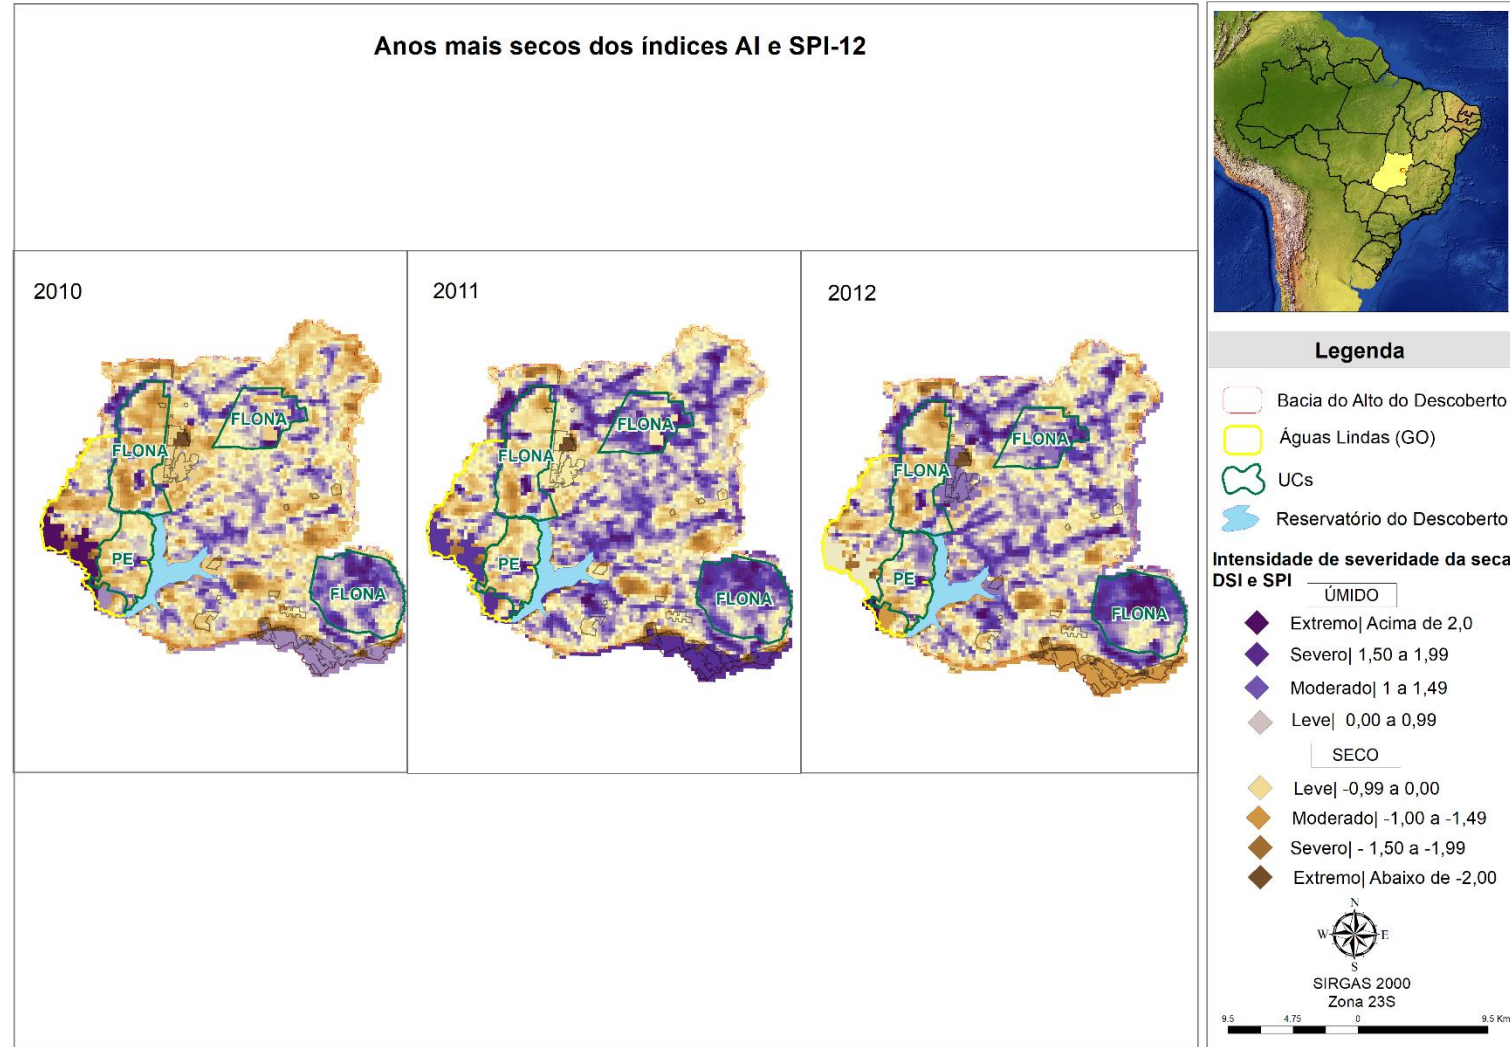 Anos mais secos dos índices AI e SPI-12
2010
FLONA
FLONA
PE
FLONA
2011
FLONA
FLONA
PE
FLONA
2012
FLONA
FLONA
PE
FLONA
Legenda
Bacia do Alto do Descoberto
Águas Lindas (GO)
UCs
Reservatório do Descoberto
Intensidade de severidade da seca
DSI e SPI
ÚMIDO
Extremo| Acima de 2,0
Severo| 1,50 a 1,99
Moderado| 1 a 1,49
Leve| 0,00 a 0,99
SECO
Leve| -0,99 a 0,00
Moderado| -1,00 a -1,49
Severo| - 1,50 a -1,99
Extremo| Abaixo de -2,00
N
W E
S
SIRGAS 2000
Zona 23S
9.5 4.75 0 9.5 Km